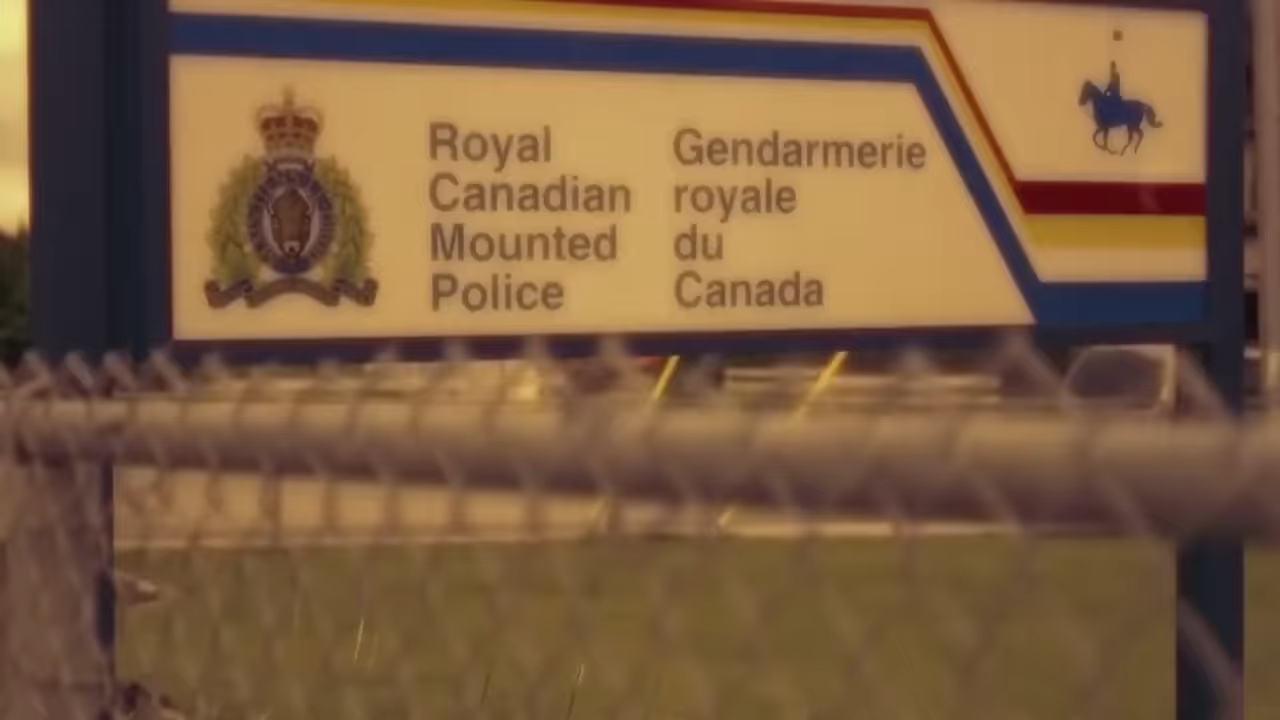 Royal
Canadian
Mounted
Police
Gendarmerie
royale
du
Canada